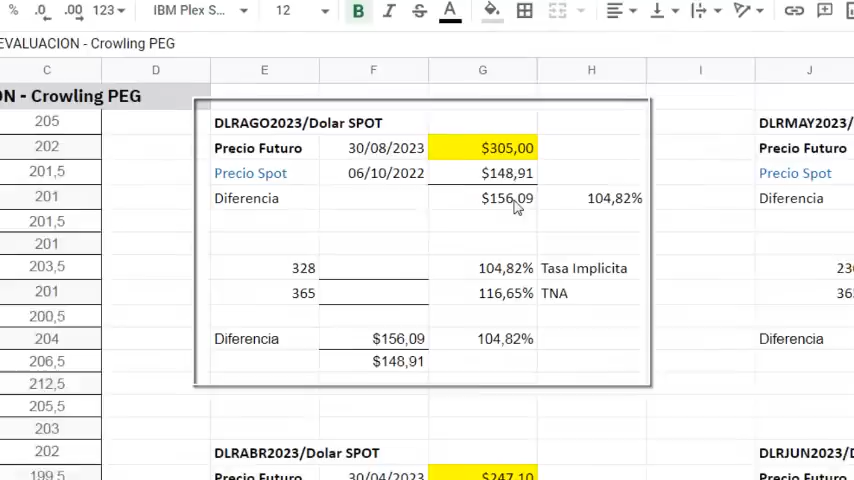 % .0 .00 123 IBM Plex S... 12 B I S A
EVALUACION - Crowling PEG
C D E F G H I J
ON - Crowling PEG
205 DLRAGO2023/Dolar SPOT DLRMAY2023/
202 Precio Futuro 30/08/2023 $305,00 Precio Futuro
201,5 Precio Spot 06/10/2022 $148,91 Precio Spot
201 Diferencia $156,09 104,82% Diferencia
201,5
201
203,5 328 104,82% Tasa Implicita 23
201 365 116,65% TNA 36
200,5
204 Diferencia $156,09 104,82% Diferencia
206,5 $148,91
212,5
205,5
203
202 DLRABR2023/Dolar SPOT DLRJUN2023/D
199,5 Precio Futuro 30/04/2023 $247,10 Precio Futuro